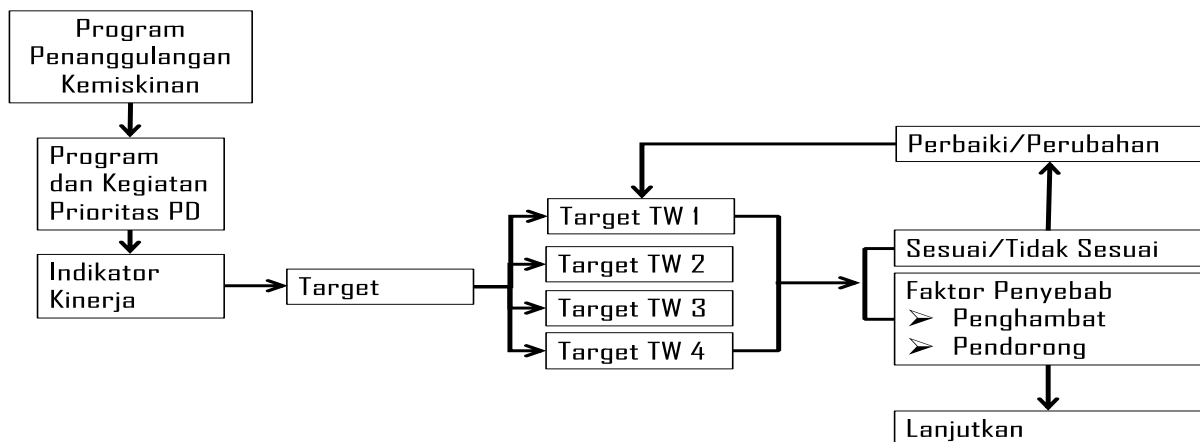 Program
Penanggulangan
Kemiskinan
Program
dan Kegiatan
Prioritas PD
Indikator
Kinerja
Target
Target TW 1
Target TW 2
Target TW 3
Target TW 4
Perbaiki/Perubahan
Sesuai/Tidak Sesuai
Faktor Penyebab
➢ Penghambat
➢ Pendorong
Lanjutkan